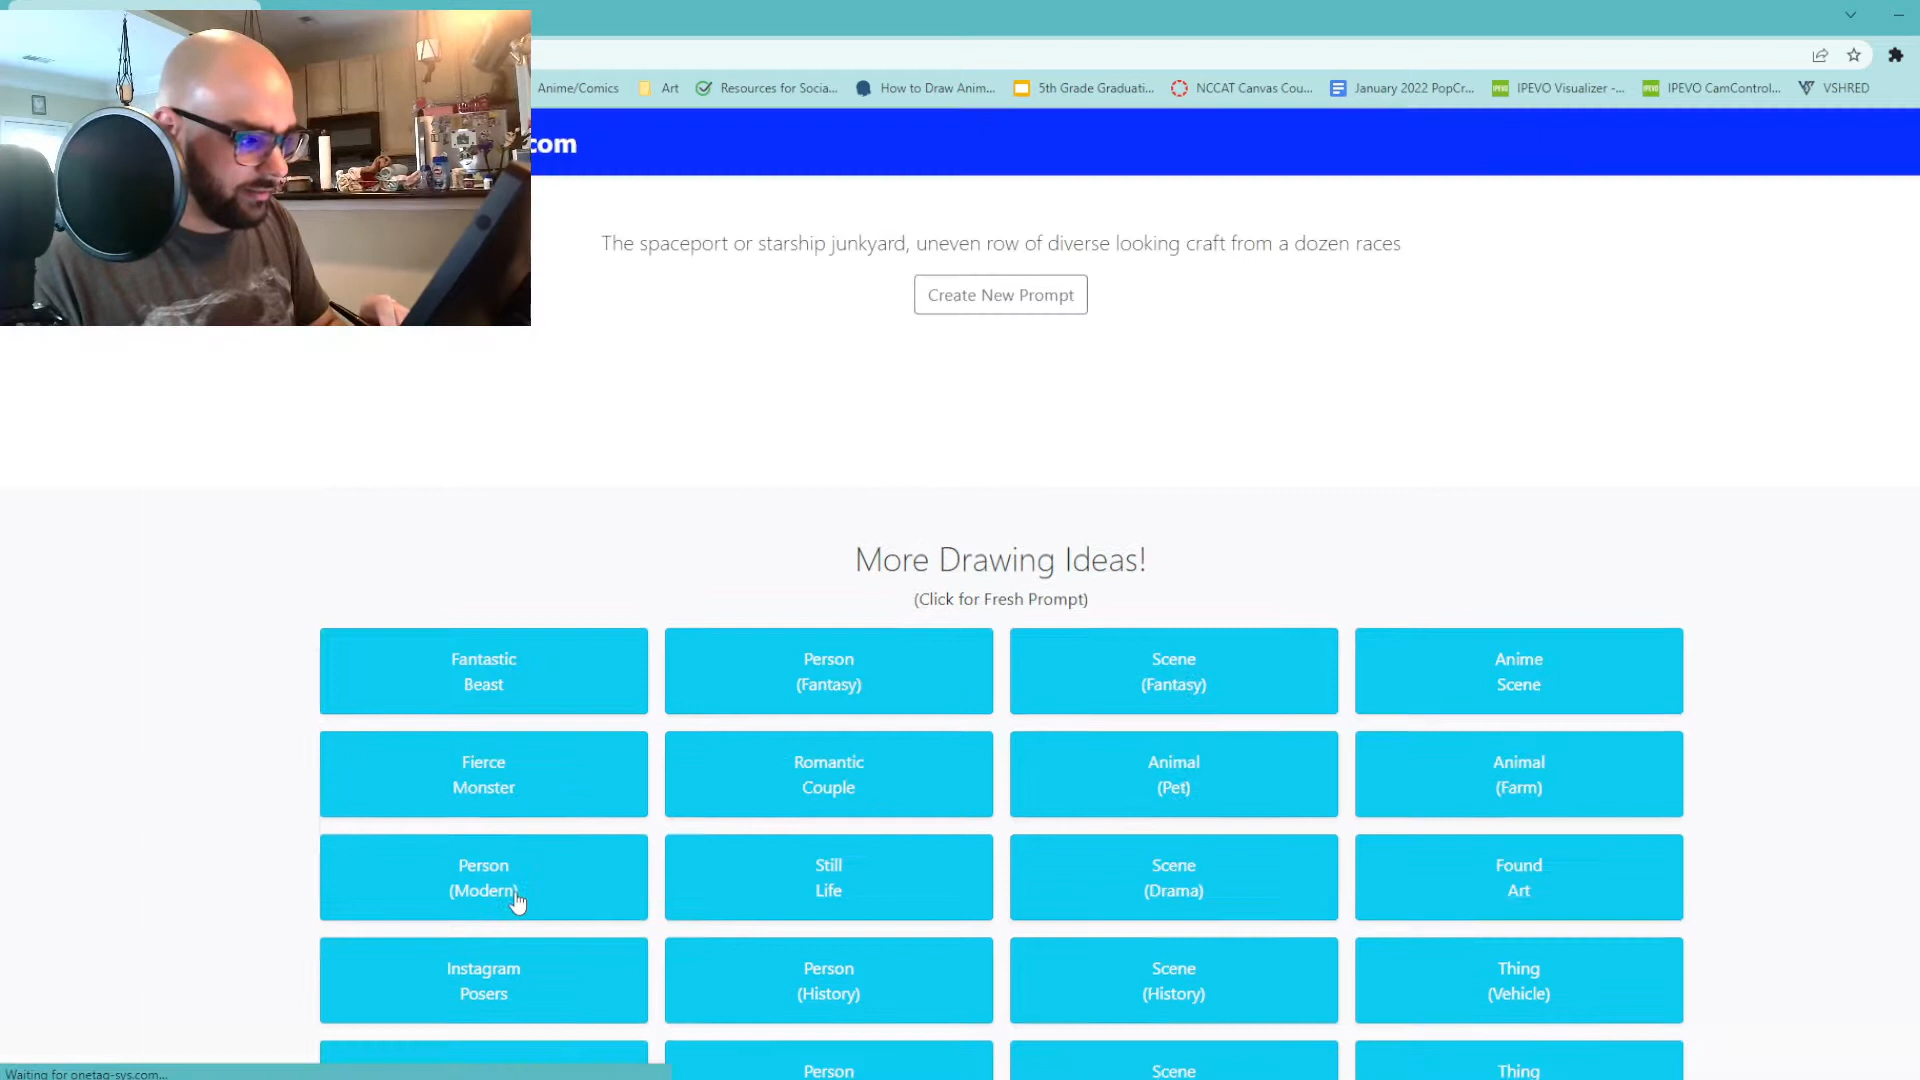 Anime/Comics Art Resources for Socia... How to Draw Anim... 5th Grade Graduati... NCCAT Canvas Cou... January 2022 PopCr... IPEVO Visualizer -... IPEVO CamControl... VSHRED
com
The spaceport or starship junkyard, uneven row of diverse looking craft from a dozen races
Create New Prompt
More Drawing Ideas!
(Click for Fresh Prompt)
Fantastic
Beast
Person
(Fantasy)
Scene
(Fantasy)
Anime
Scene
Fierce
Monster
Romantic
Couple
Animal
(Pet)
Animal
(Farm)
Person
(Modern)
Still
Life
Scene
(Drama)
Found
Art
Instagram
Posers
Person
(History)
Scene
(History)
Thing
(Vehicle)
Person
Scene
Thing
Waiting for onetag-sys.com...